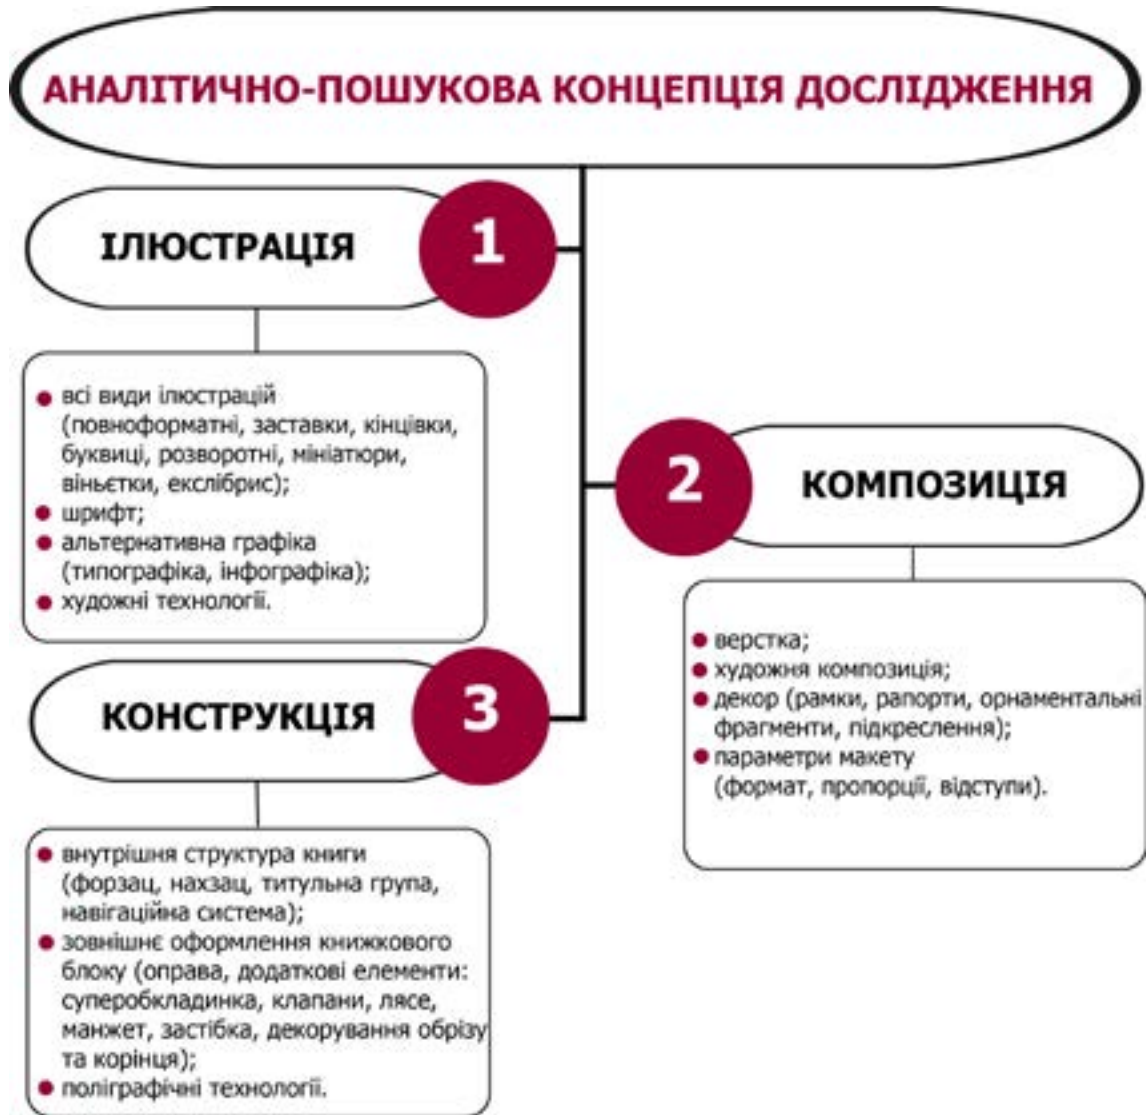 АНАЛІТИЧНО-ПОШУКОВА КОНЦЕПЦІЯ ДОСЛІДЖЕННЯ
ІЛЮСТРАЦІЯ
1
всі види ілюстрацій
(повноформатні, заставки, кінцівки,
буквиці, розворотні, мініатюри,
віньєтки, екслібрис);
шрифт;
альтернативна графіка
(типографіка, інфографіка);
художні технології.
2
КОМПОЗИЦІЯ
верстка;
художня композиція;
декор (рамки, рапорти, орнаментальні
фрагменти, підкреслення);
параметри макету
(формат, пропорції, відступи).
КОНСТРУКЦІЯ
3
внутрішня структура книги
(форзац, нахзац, титульна група,
навігаційна система);
зовнішнє оформлення книжкового
блоку (оправа, додаткові елементи:
суперобкладинка, клапани, лясе,
манжет, застібка, декорування обрізу
та корінця);
поліграфічні технології.